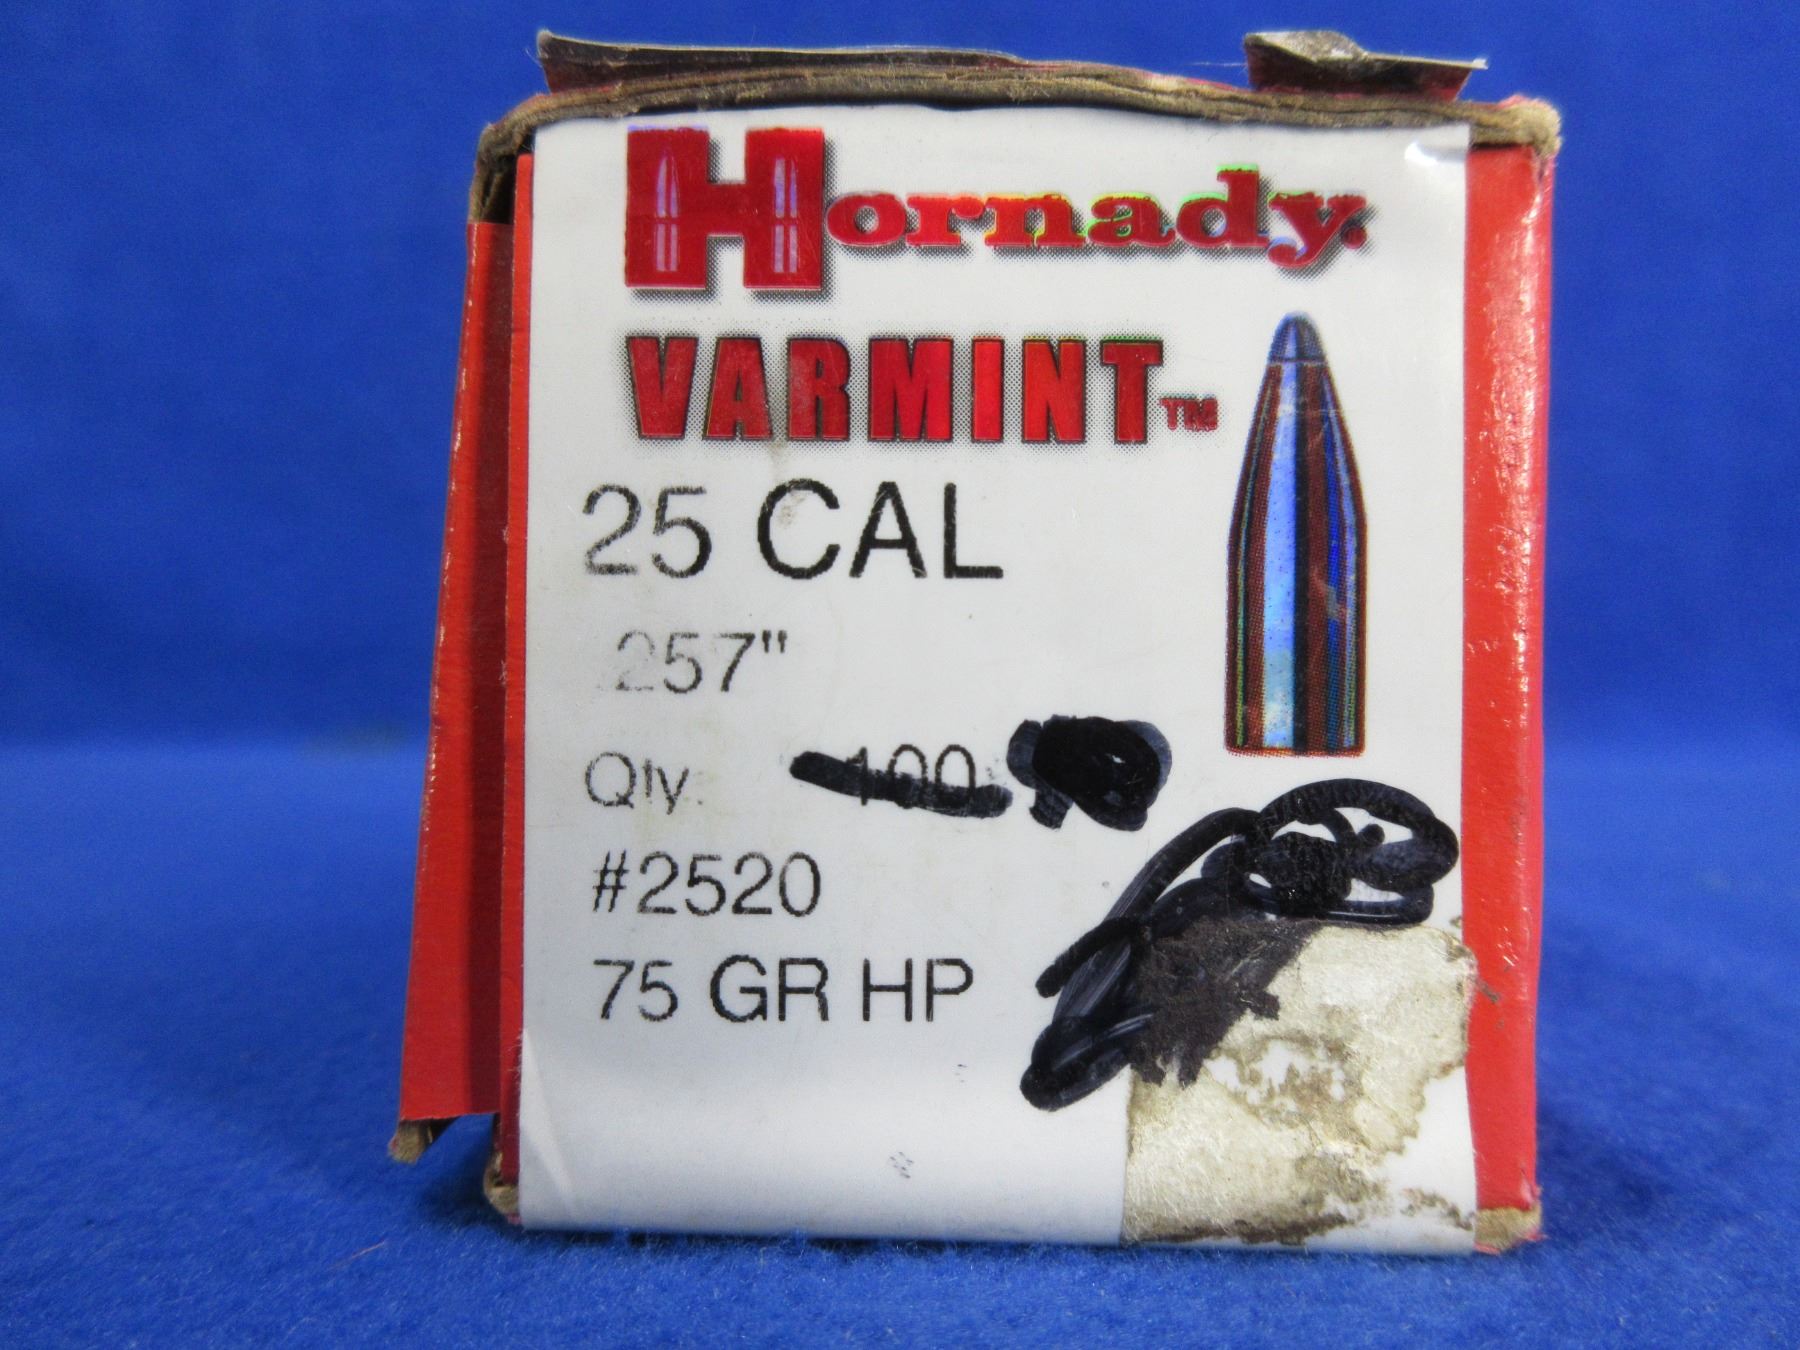 Hornady.
VARMINT™
25 CAL
.257"
Qty. 100
#2520
75 GR HP